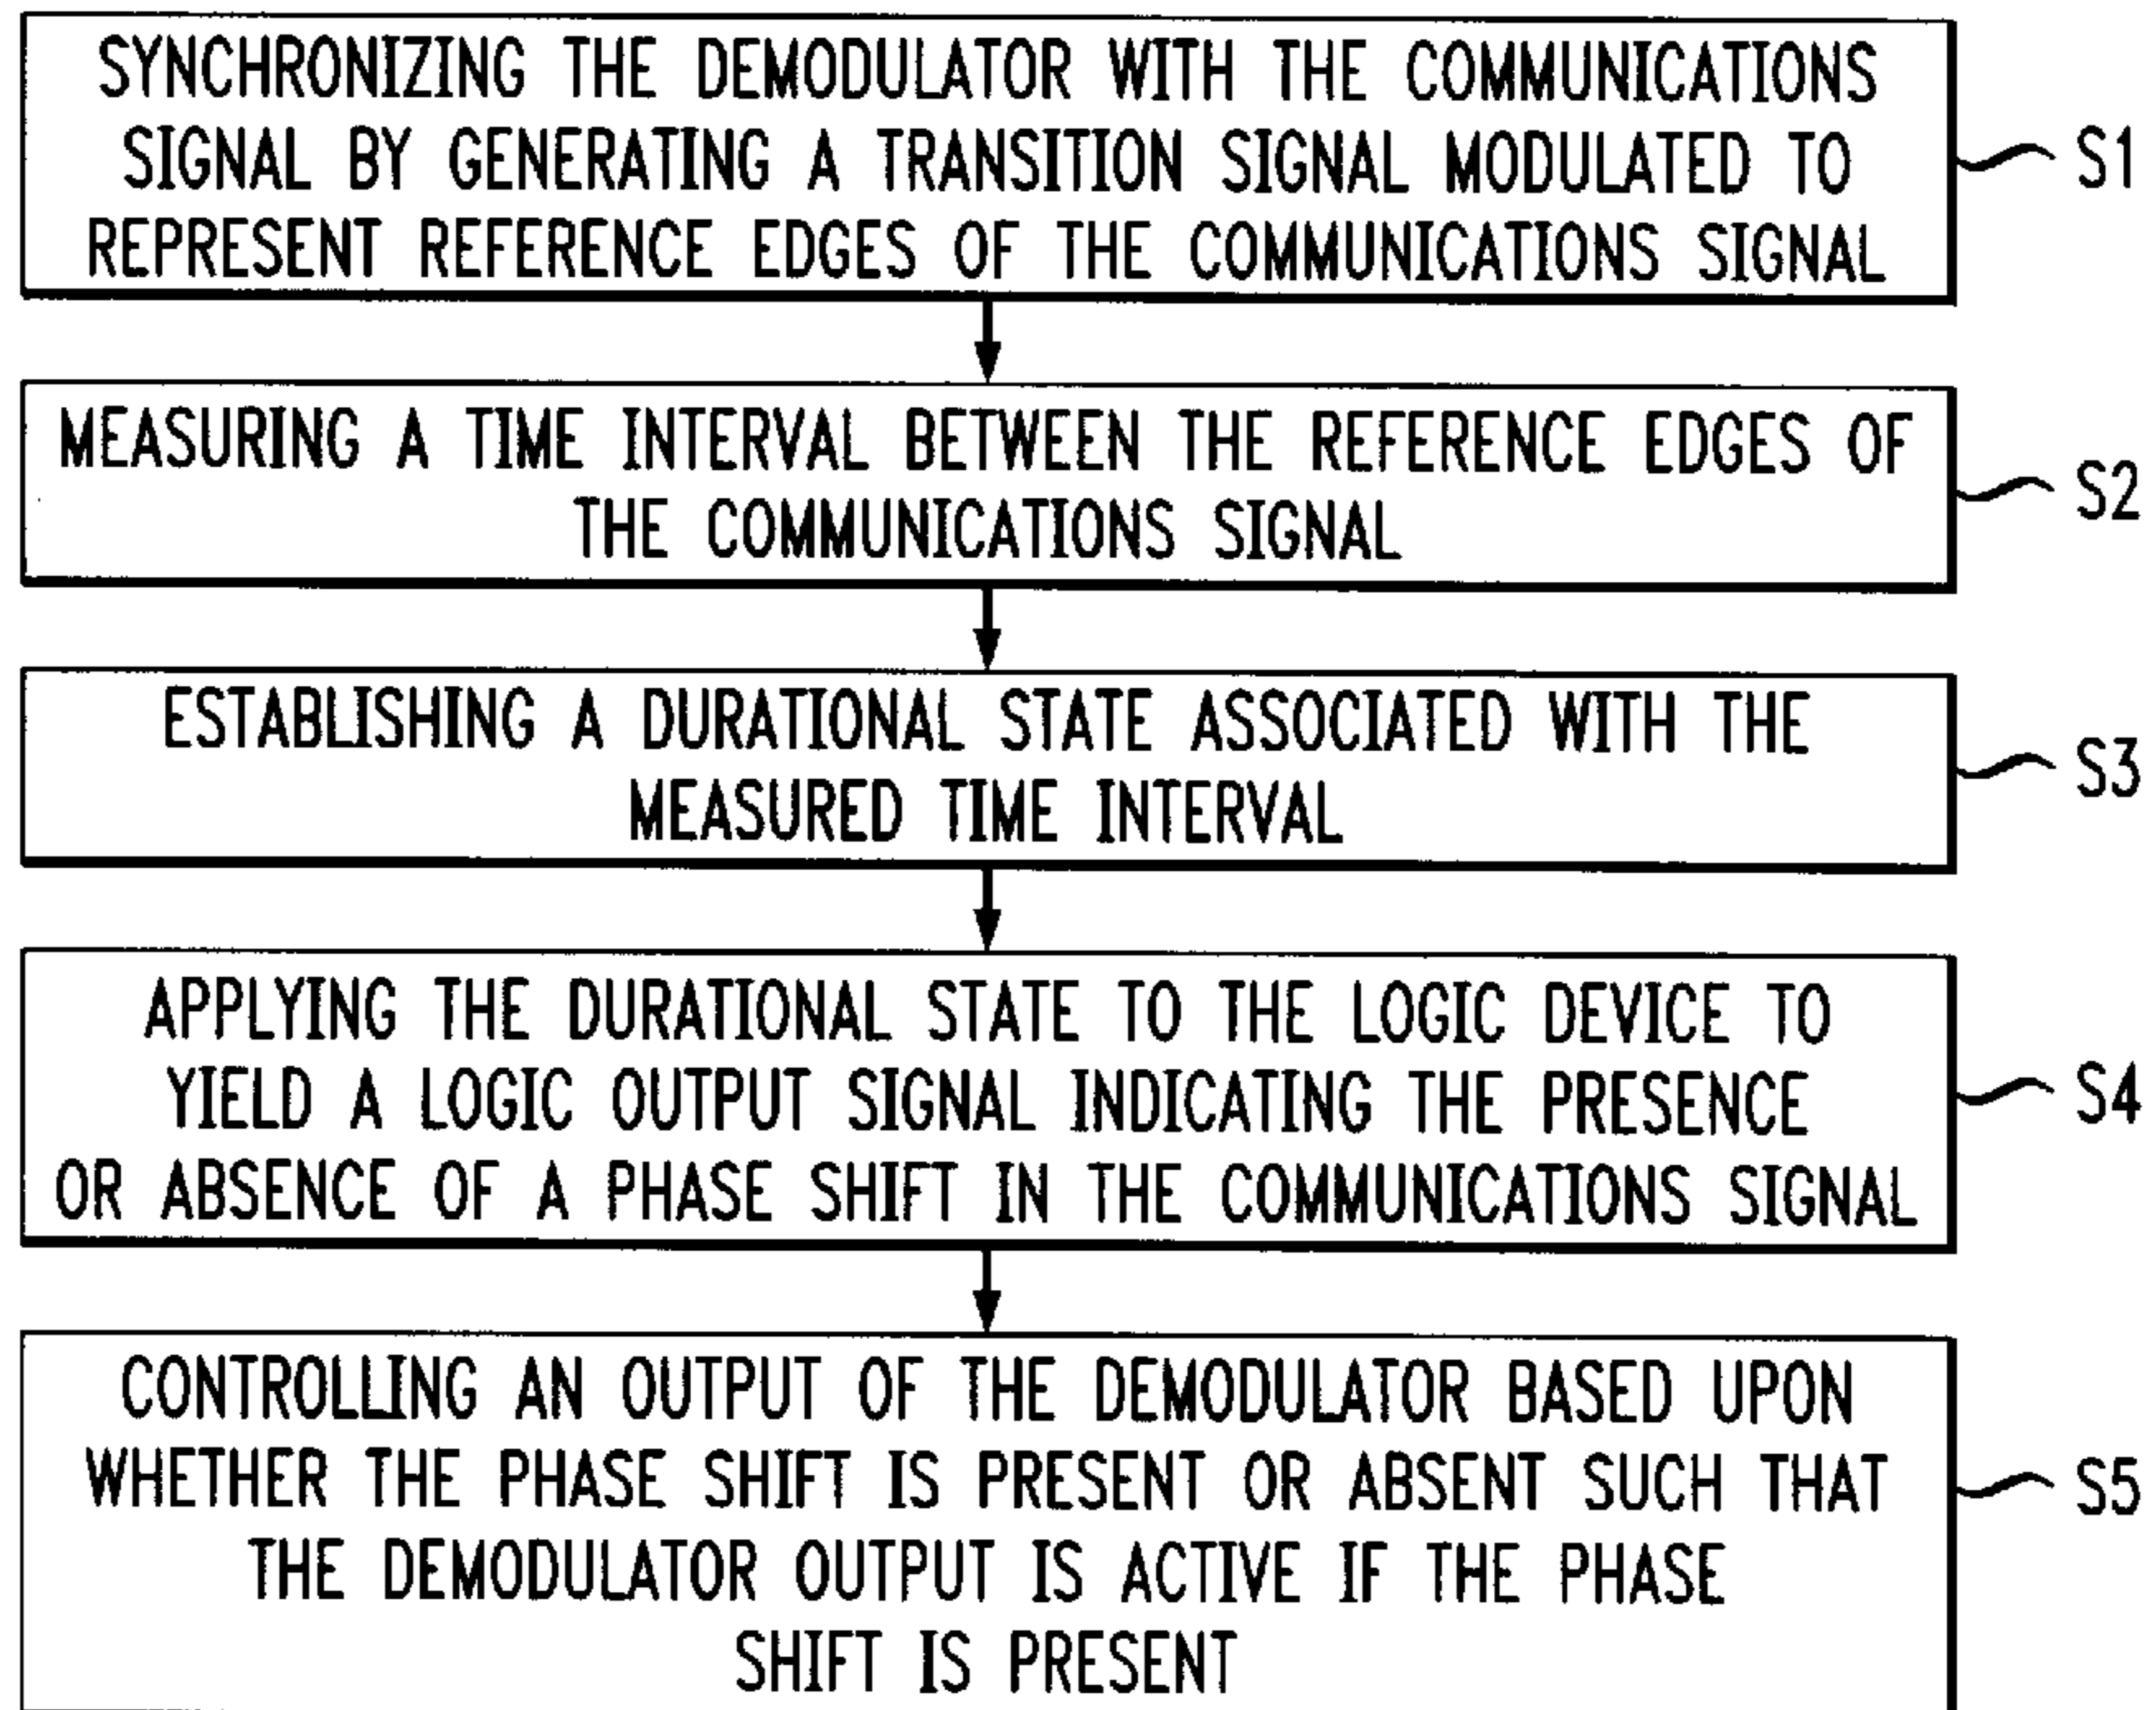 SYNCHRONIZING THE DEMODULATOR WITH THE COMMUNICATIONS
SIGNAL BY GENERATING A TRANSITION SIGNAL MODULATED TO
REPRESENT REFERENCE EDGES OF THE COMMUNICATIONS SIGNAL
S1
MEASURING A TIME INTERVAL BETWEEN THE REFERENCE EDGES OF
THE COMMUNICATIONS SIGNAL
S2
ESTABLISHING A DURATIONAL STATE ASSOCIATED WITH THE
MEASURED TIME INTERVAL
S3
APPLYING THE DURATIONAL STATE TO THE LOGIC DEVICE TO
YIELD A LOGIC OUTPUT SIGNAL INDICATING THE PRESENCE
OR ABSENCE OF A PHASE SHIFT IN THE COMMUNICATIONS SIGNAL
S4
CONTROLLING AN OUTPUT OF THE DEMODULATOR BASED UPON
WHETHER THE PHASE SHIFT IS PRESENT OR ABSENT SUCH THAT
THE DEMODULATOR OUTPUT IS ACTIVE IF THE PHASE
SHIFT IS PRESENT
S5